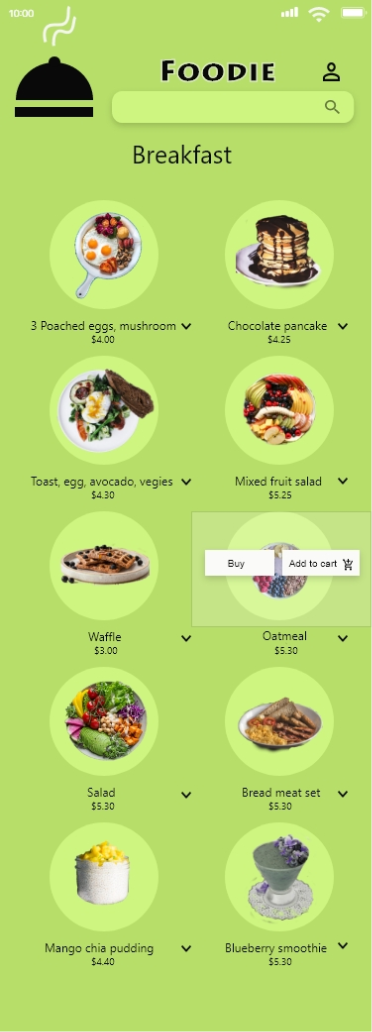 10:00
FOODIE
Breakfast
3 Poached eggs, mushroom
$4.00
Chocolate pancake
$4.25
Toast, egg, avocado, vegies
$4.30
Mixed fruit salad
$5.25
Buy
Add to cart
Waffle
$3.00
Oatmeal
$5.30
Salad
$5.30
Bread meat set
$5.30
Mango chia pudding
$4.40
Blueberry smoothie
$5.30